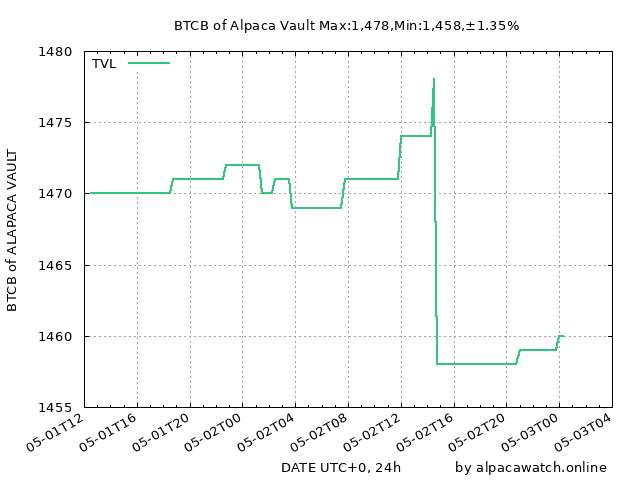 BTCB of Alpaca Vault Max:1,478,Min:1,458,±1.35%
TVL
BTCB of ALAPACA VAULT
1480
1475
1470
1465
1460
1455
05-01T12
05-01T16
05-01T20
05-02T00
05-02T04
05-02T08
05-02T12
05-02T16
05-02T20
05-03T00
05-03T04
DATE UTC+0, 24h
by alpacawatch.online